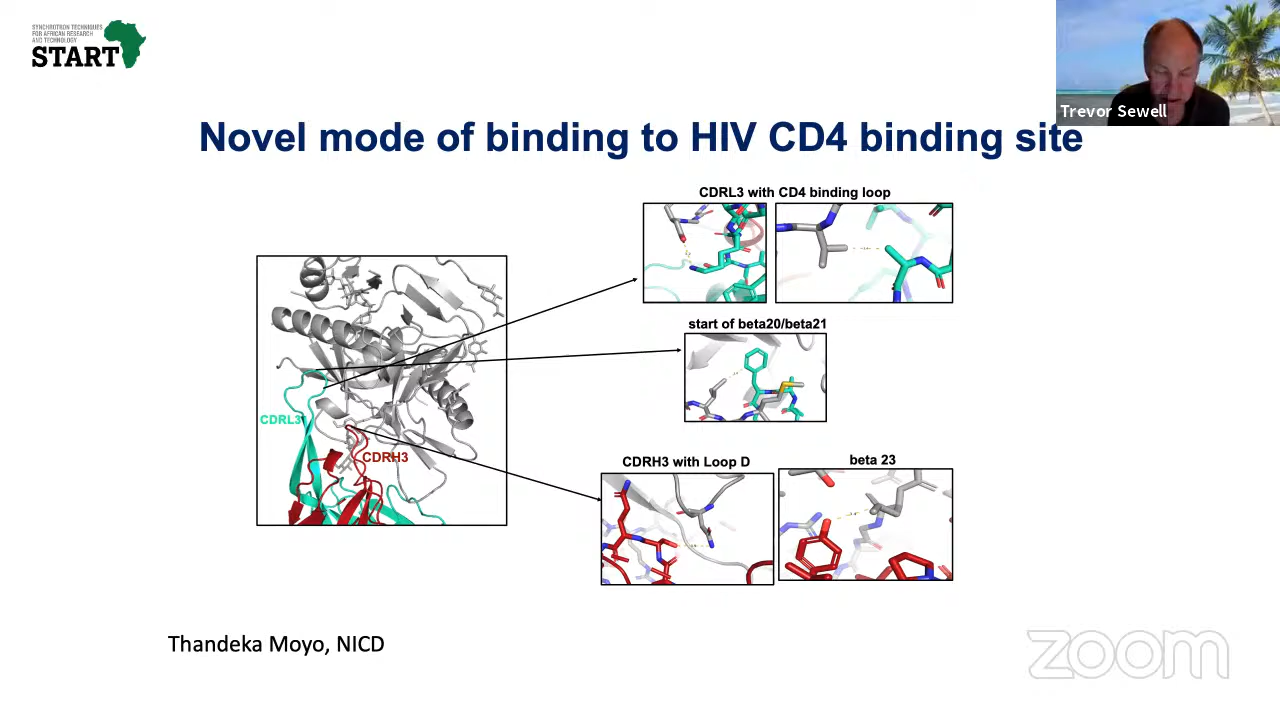 SYNCHROTRON TECHNIQUES
FOR AFRICAN RESEARCH
AND TECHNOLOGY
START
Trevor Sewell
Novel mode of binding to HIV CD4 binding site
CDRL3 with CD4 binding loop
start of beta20/beta21
CDRL3
CDRH3
CDRH3 with Loop D
beta 23
Thandeka Moyo, NICD
zoom